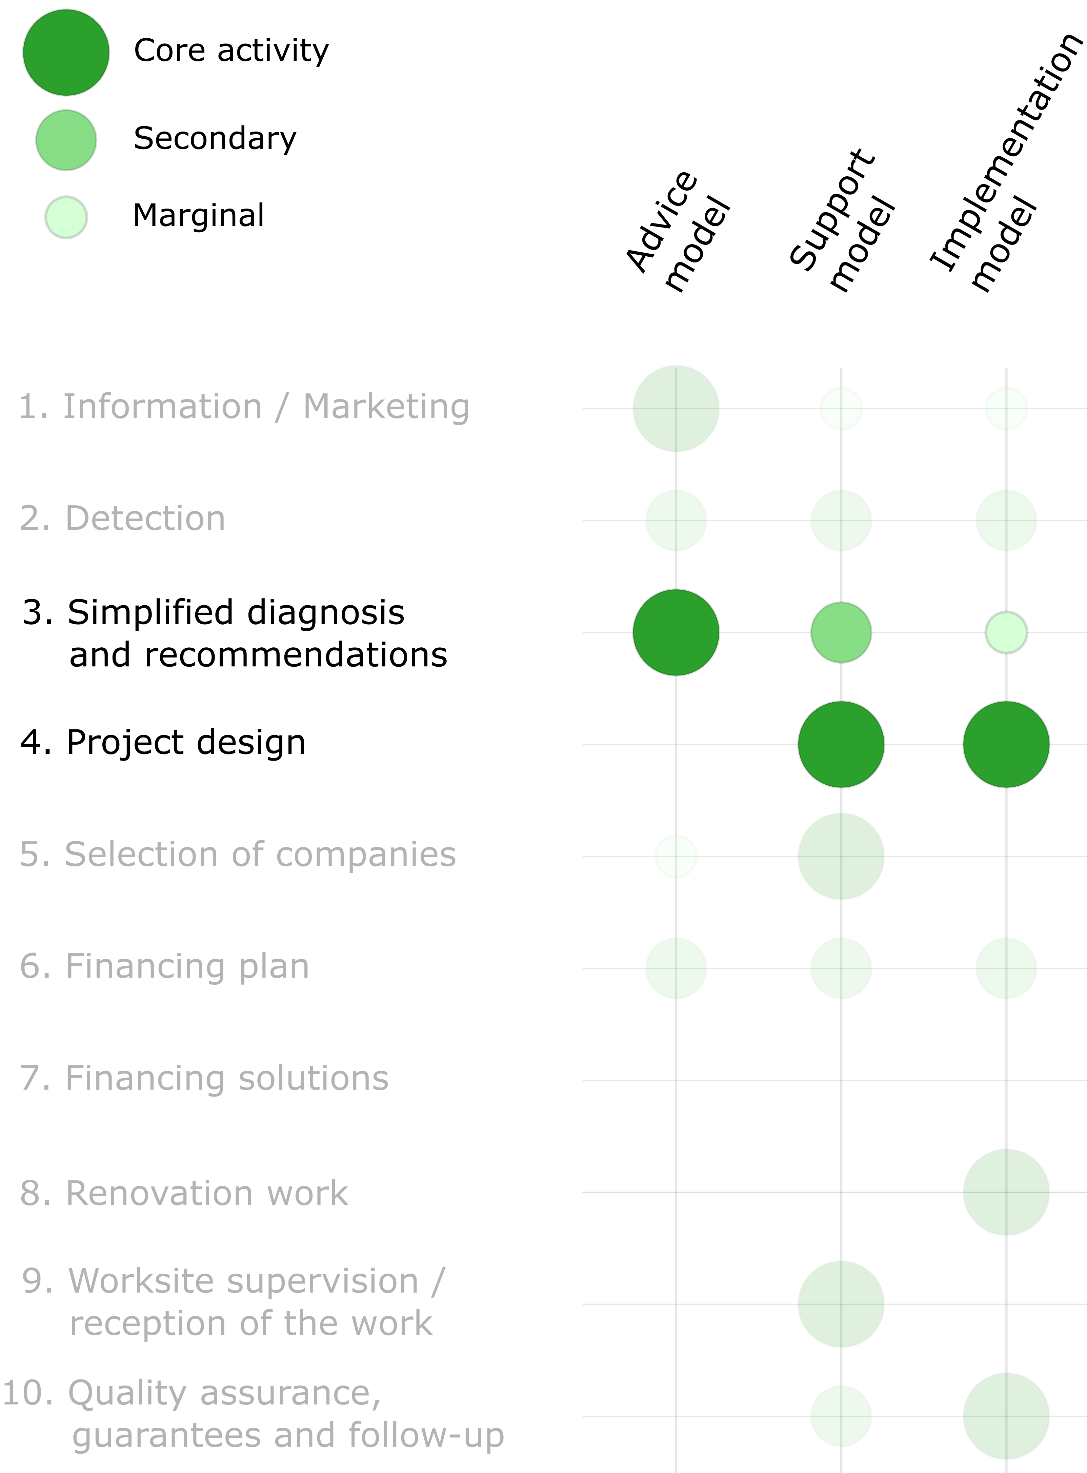 Core activity
Secondary
Marginal
Advice
model
Support
model
Implementation
model
1. Information / Marketing
2. Detection
3. Simplified diagnosis
and recommendations
4. Project design
5. Selection of companies
6. Financing plan
7. Financing solutions
8. Renovation work
9. Worksite supervision /
reception of the work
10. Quality assurance,
guarantees and follow-up